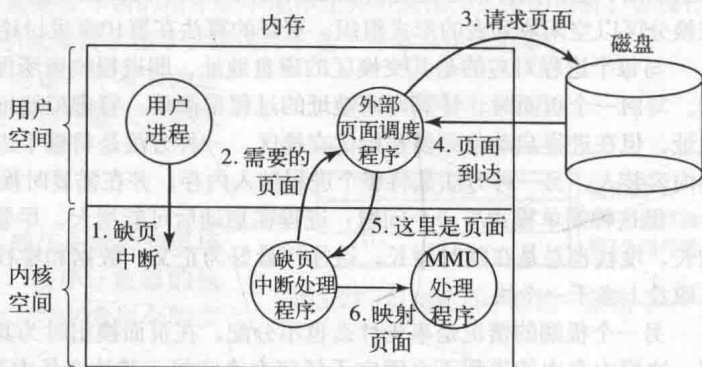 内存
3. 请求页面
磁盘
用户
空间
用户
进程
外部
页面调度
程序
2. 需要的
页面
4. 页面
到达
1. 缺页
中断
5. 这里是页面
内核
空间
缺页
中断处理
程序
MMU
处理
程序
6. 映射
页面